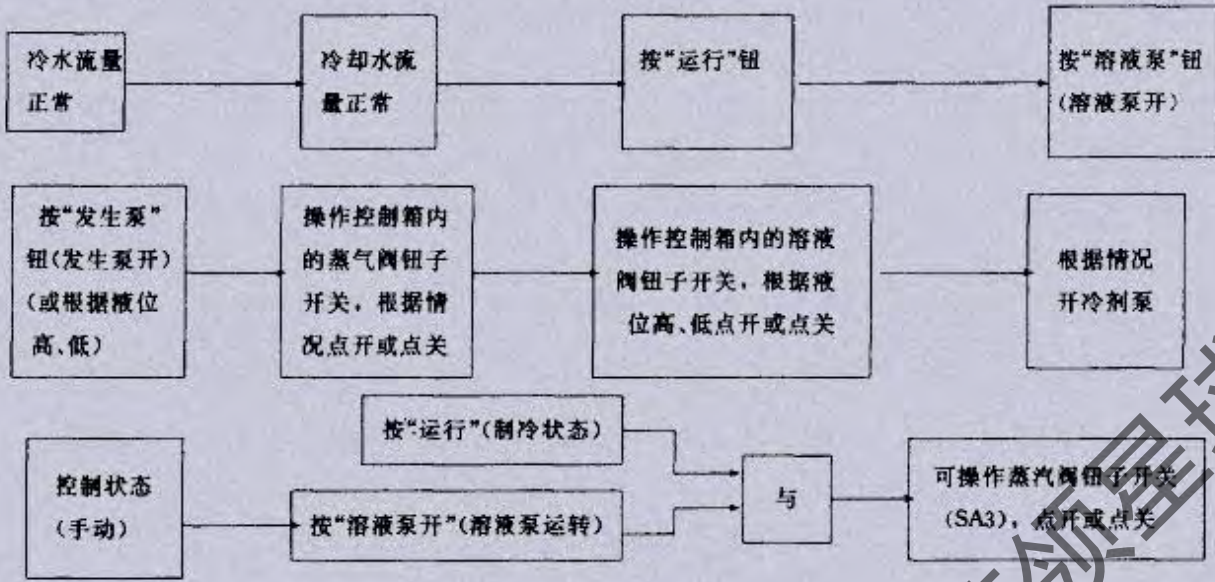 冷水流量
正常
冷却水流
量正常
按“运行”钮
按“溶液泵”钮
(溶液泵开)
按“发生泵”
钮(发生泵开)
(或根据液位
高、低)
操作控制箱内
的蒸气阀钮子
开关，根据情
况点开或点关
操作控制箱内的溶液
阀钮子开关，根据液
位高、低点开或点关
根据情况
开冷剂泵
控制状态
(手动)
按“运行”(制冷状态)
按“溶液泵开”(溶液泵运转)
与
可操作蒸汽阀钮子开关
(SA3)，点开或点关
领星球